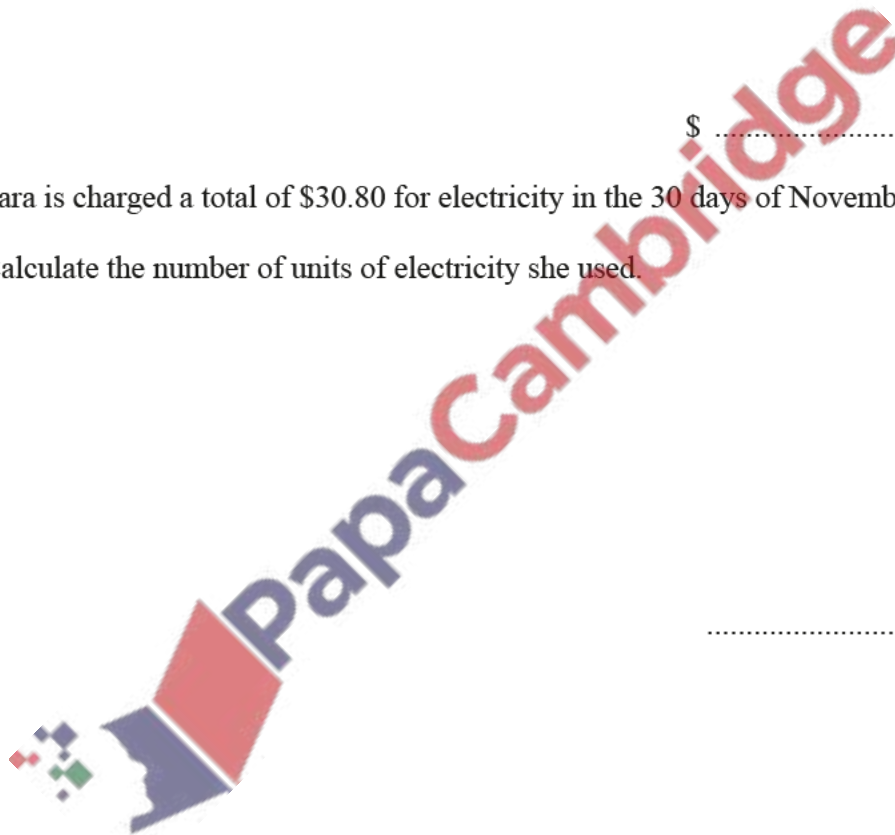 $ ........................
ara is charged a total of $30.80 for electricity in the 30 days of Novemb
alculate the number of units of electricity she used.
PapaCambridge
........................